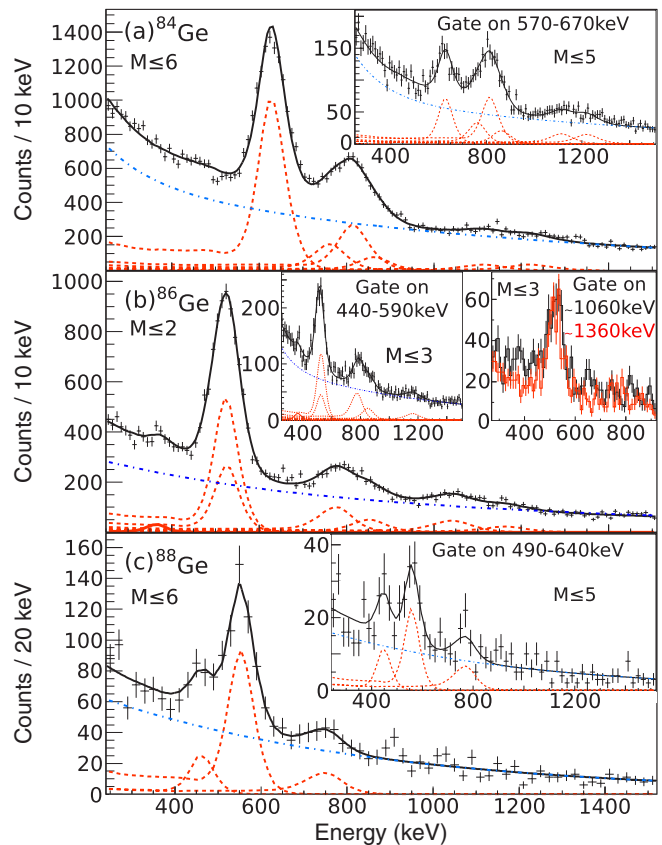 (a)⁸⁴Ge
M≤6
Gate on 570-670keV
M≤5
150
50
0
400
800
1200
1400
1200
1000
800
600
400
200
Counts / 10 keV
(b)⁸⁶Ge
M≤2
Gate on
440-590keV
M≤3
200
100
0
400
800
1200
M≤3
Gate on
~1060keV
~1360keV
60
40
20
0
400
600
800
1000
800
600
400
200
Counts / 10 keV
(c)⁸⁸Ge
M≤6
Gate on 490-640keV
M≤5
40
20
0
400
600
800
1000
1200
1400
160
140
120
100
80
60
40
20
0
Counts / 20 keV
400
600
800
1000
1200
1400
Energy (keV)